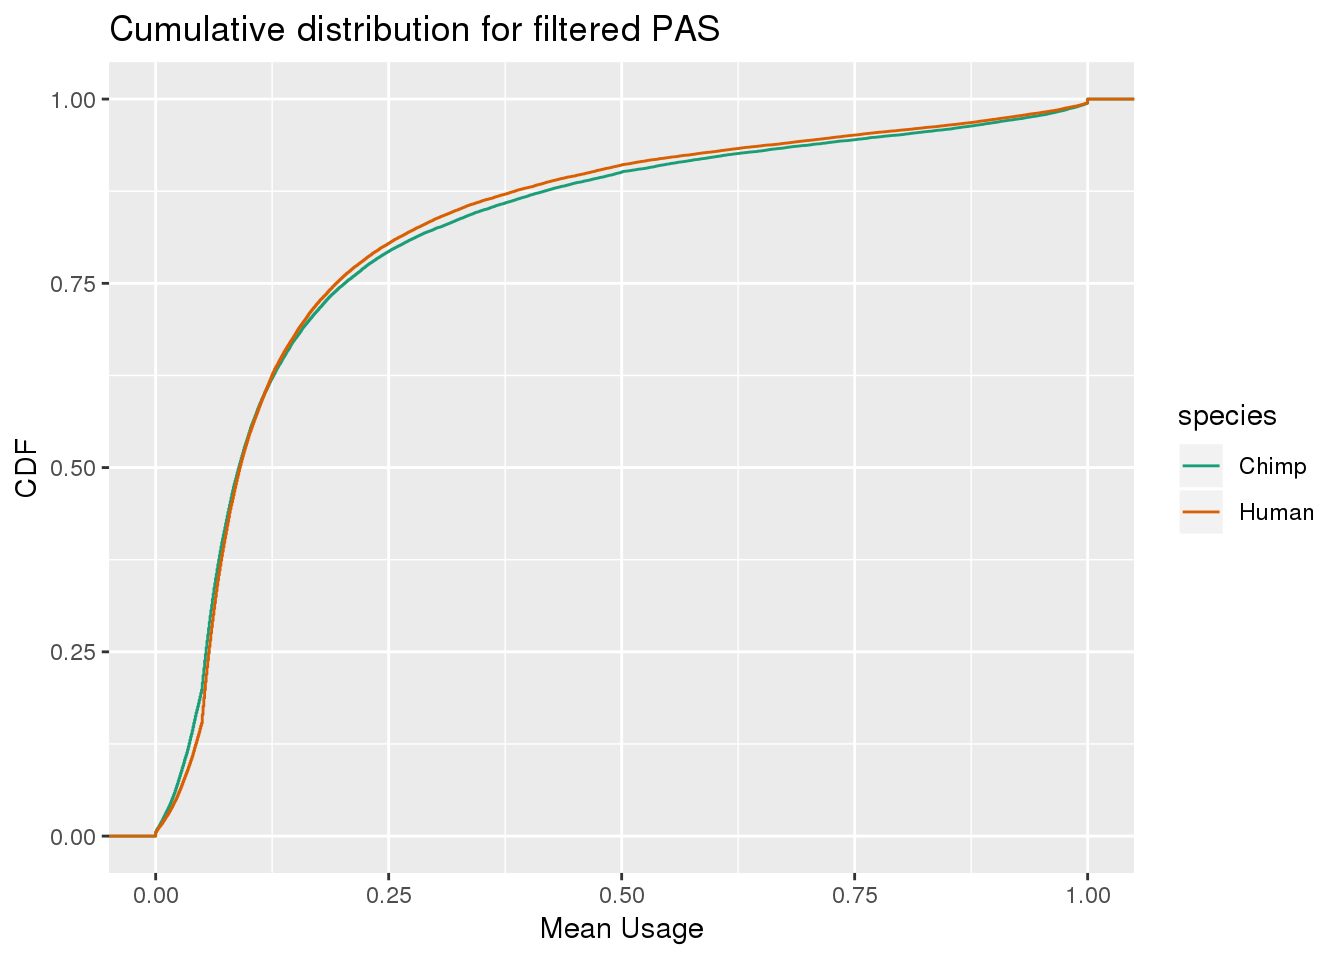 Cumulative distribution for filtered PAS
1.00
0.75
0.50
0.25
0.00
CDF
0.00 0.25 0.50 0.75 1.00
Mean Usage
species
Chimp
Human